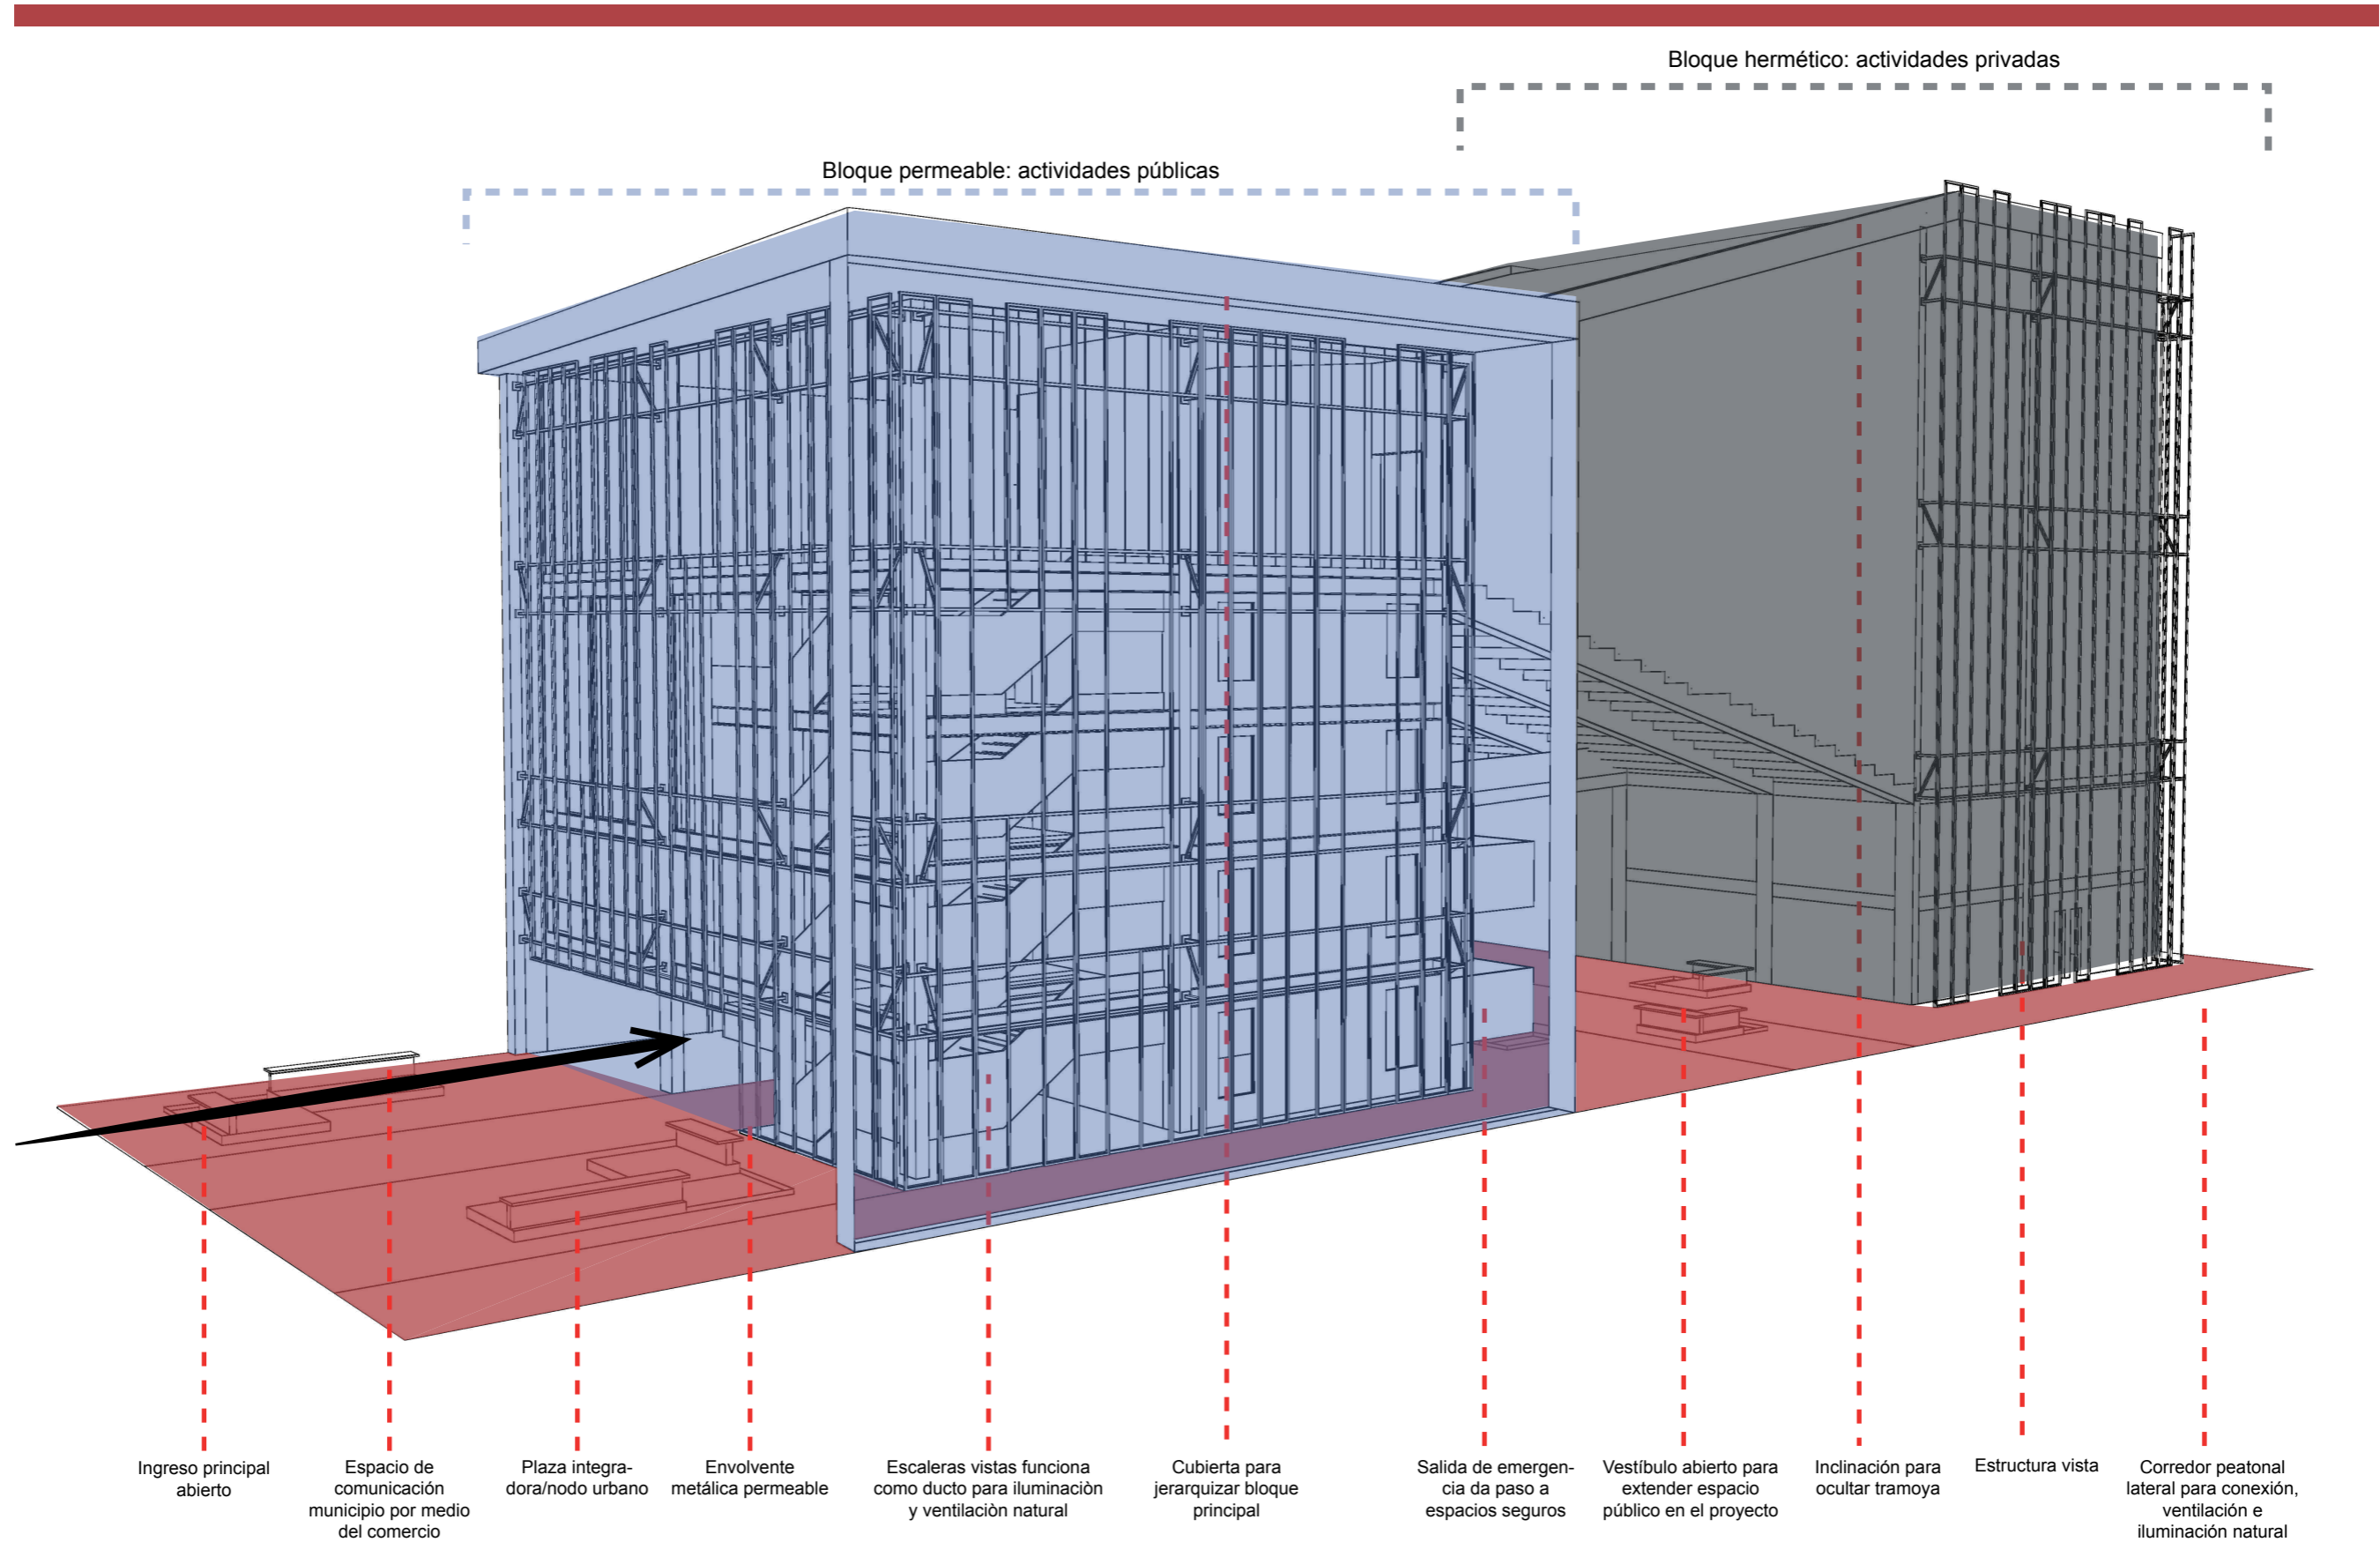 Bloque hermético: actividades privadas
Bloque permeable: actividades públicas
Ingreso principal
abierto
Espacio de
comunicación
municipio por medio
del comercio
Plaza integra-
dora/nodo urbano
Envolvente
metálica permeable
Escaleras vistas funciona
como ducto para iluminaciòn
y ventilaciòn natural
Cubierta para
jerarquizar bloque
principal
Salida de emergen-
cia da paso a
espacios seguros
Vestíbulo abierto para
extender espacio
público en el proyecto
Inclinación para
ocultar tramoya
Estructura vista
Corredor peatonal
lateral para conexión,
ventilación e
iluminación natural